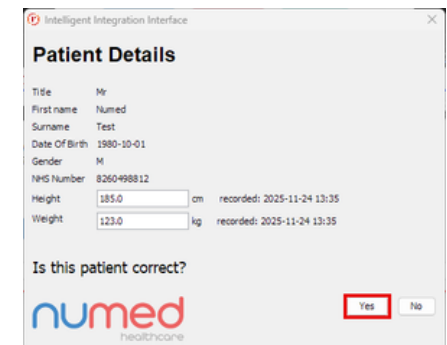 Intelligent Integration Interface
Patient Details
Title Mr
First name Numed
Surname Test
Date Of Birth 1980-10-01
Gender M
NHS Number 8260498812
Height 185.0 cm recorded: 2025-11-24 13:35
Weight 123.0 kg recorded: 2025-11-24 13:35
Is this patient correct?
numed
healthcare
Yes No